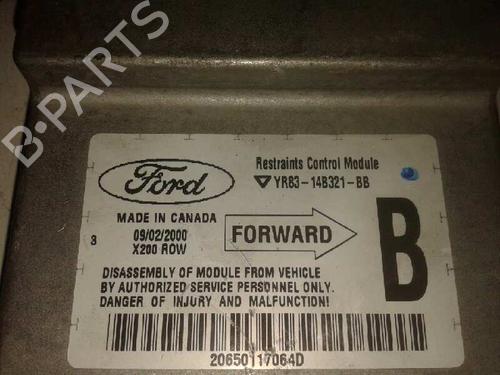 B-PARTS
Ford
Restraints Control Module
YR83-14B321-BB
MADE IN CANADA
3
09/02/2000
X200 ROW
FORWARD
B
DISASSEMBLY OF MODULE FROM VEHICLE
BY AUTHORIZED SERVICE PERSONNEL ONLY.
DANGER OF INJURY AND MALFUNCTION!
20650117064D